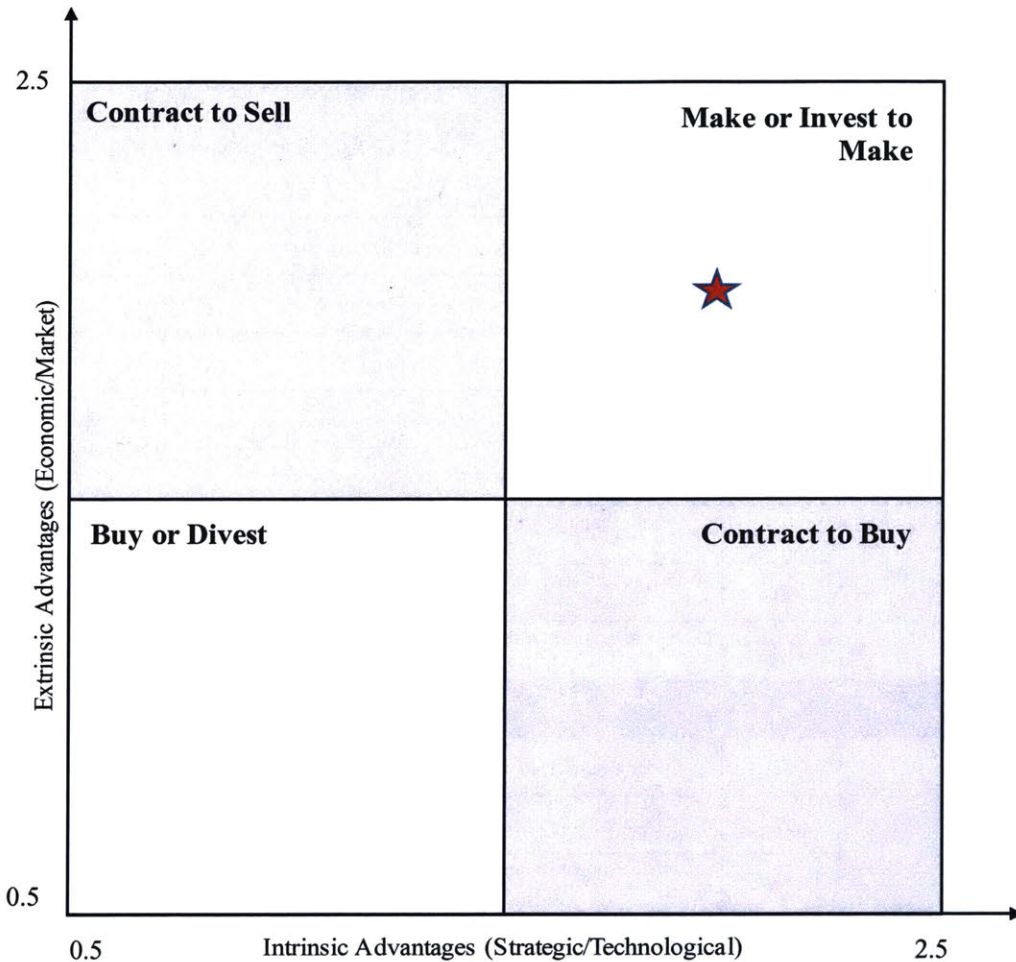 2.5
Contract to Sell
Make or Invest to
Make
Extrinsic Advantages (Economic/Market)
Buy or Divest
Contract to Buy
0.5
0.5
Intrinsic Advantages (Strategic/Technological)
2.5